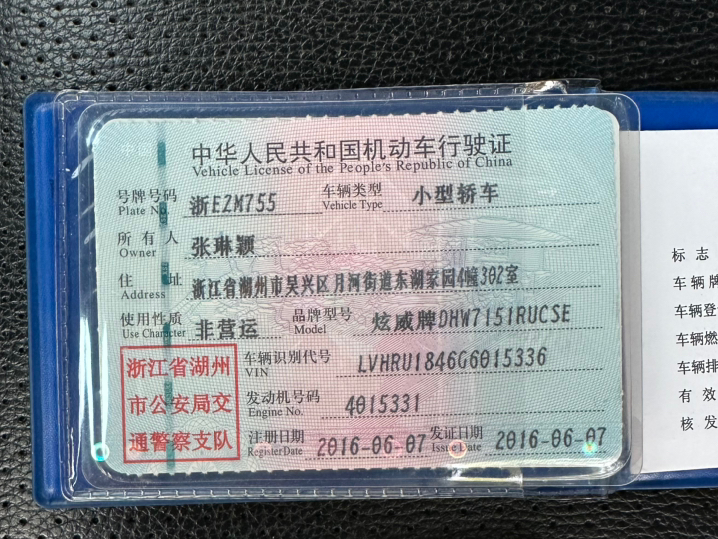 中华人民共和国机动车行驶证
Vehicle License of the People's Republic of China
号牌号码 浙EZM755 车辆类型 小型轿车
Plate No. Vehicle Type
所有人 张琳颖
Owner
住址 浙江省湖州市吴兴区月河街道东湖家园4幢302室
Address
使用性质 非营运 品牌型号 炫威牌DHW7151RUCSE
Use Character Model
浙江省湖州
市公安局交
通警察支队
车辆识别代号 LVHRU1846G6015336
VIN
发动机号码 4015331
Engine No.
注册日期 2016-06-07 发证日期 2016-06-07
Register Date Issue Date
标志
车辆牌
车辆登
车辆燃
车辆排
有效
核发